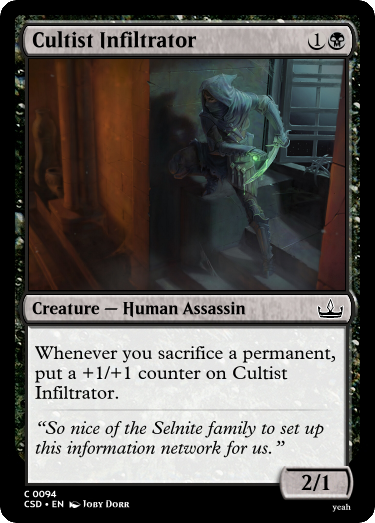 Cultist Infiltrator 1
Creature — Human Assassin
Whenever you sacrifice a permanent,
put a +1/+1 counter on Cultist
Infiltrator.
“So nice of the Selnite family to set up
this information network for us.”
2/1
C 0094
CSD • EN Joby Dorr
yeah